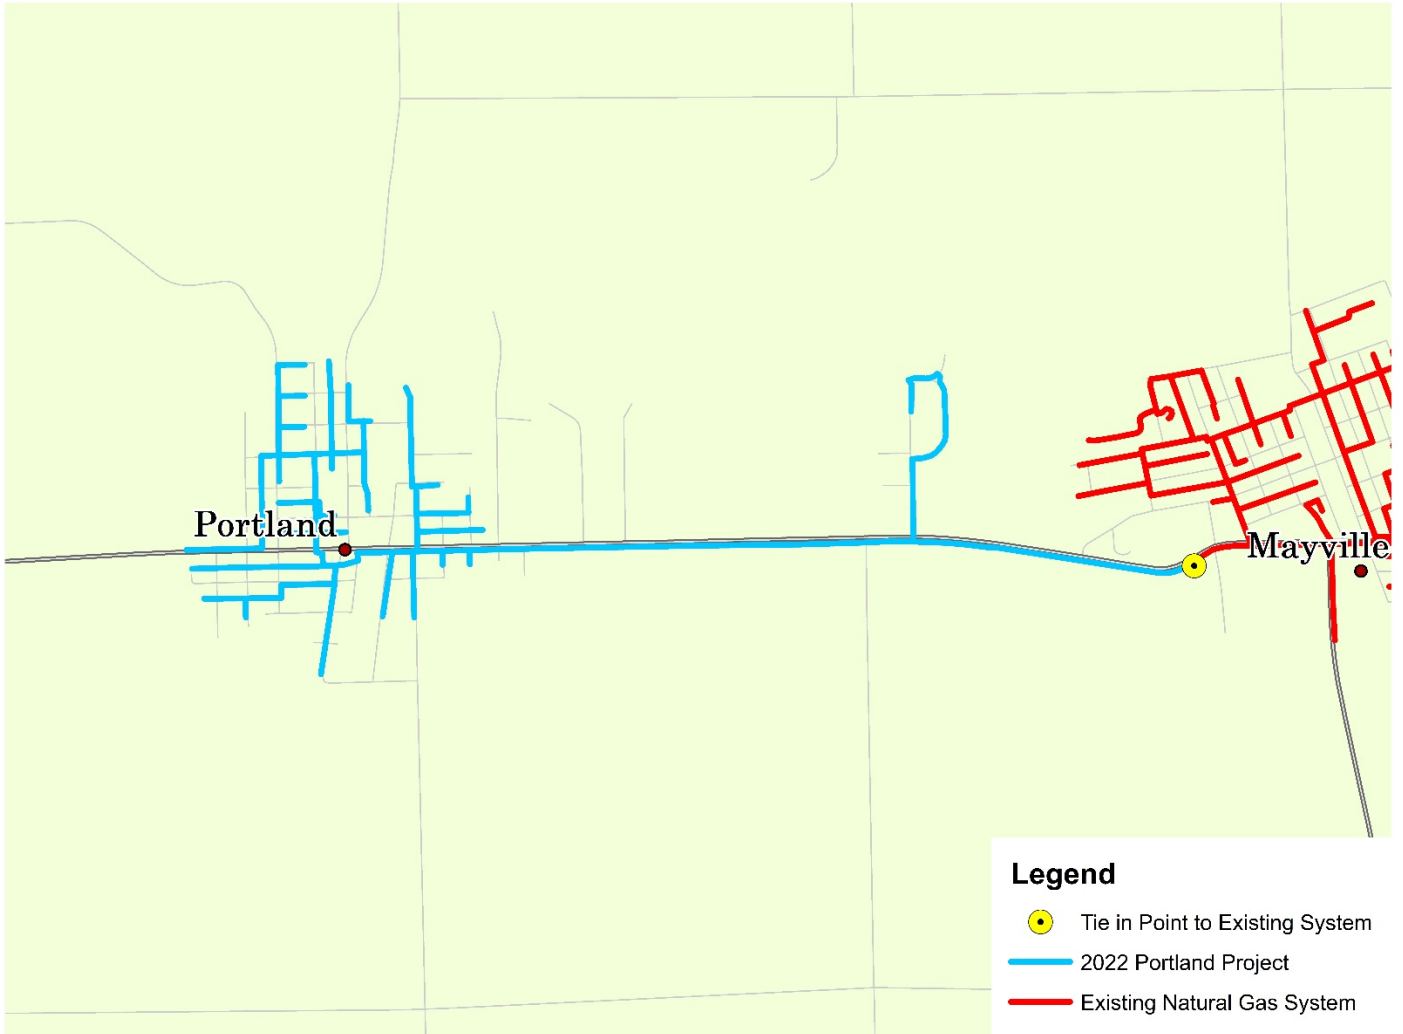 Portland
Mayville
Legend
Tie in Point to Existing System
2022 Portland Project
Existing Natural Gas System